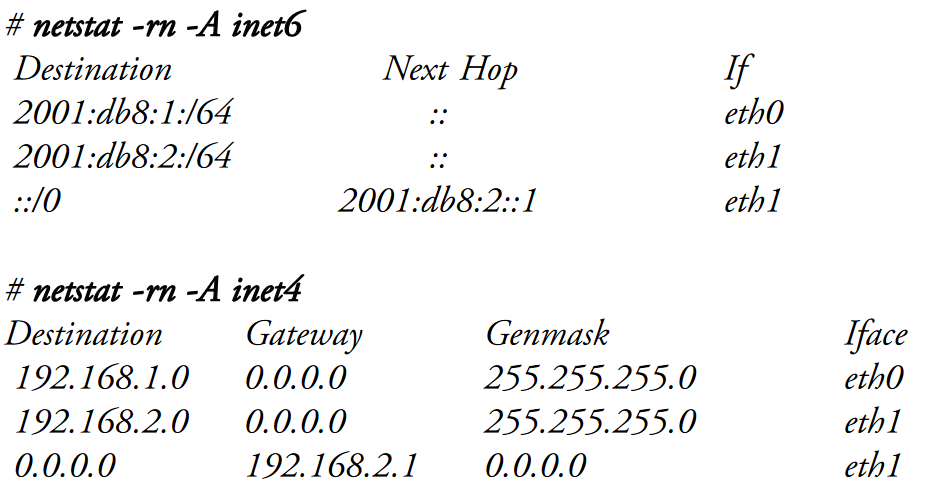 # netstat -rn -A inet6
Destination Next Hop If
2001:db8:1:/64 :: eth0
2001:db8:2:/64 :: eth1
::/0 2001:db8:2::1 eth1
# netstat -rn -A inet4
Destination Gateway Genmask Iface
192.168.1.0 0.0.0.0 255.255.255.0 eth0
192.168.2.0 0.0.0.0 255.255.255.0 eth1
0.0.0.0 192.168.2.1 0.0.0.0 eth1